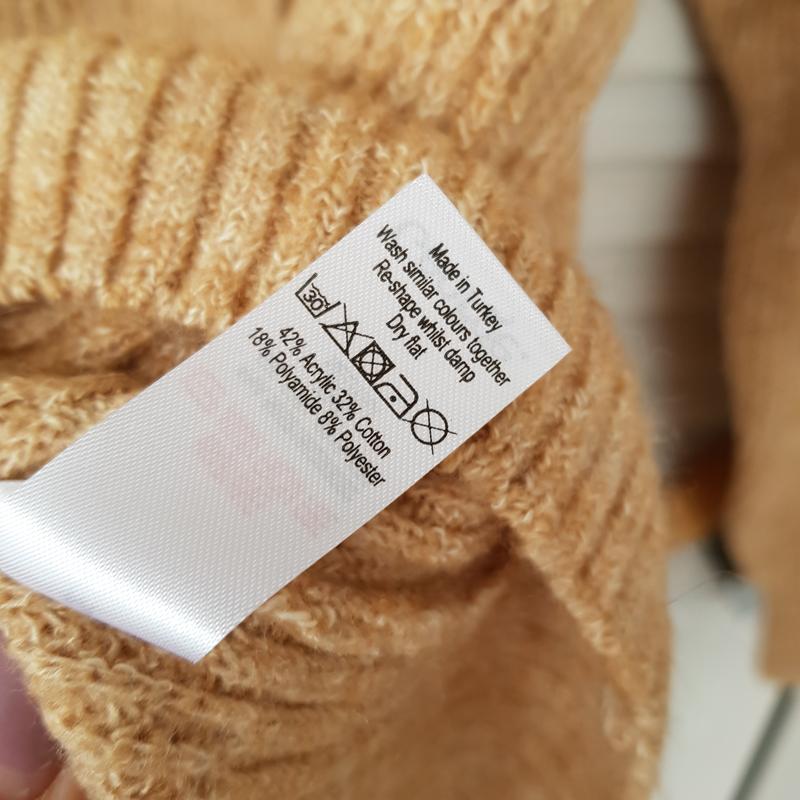 Made in Turkey
Wash similar colours together
Re-shape whilst damp
Dry flat
30°
42% Acrylic 32% Cotton
18% Polyamide 8% Polyester